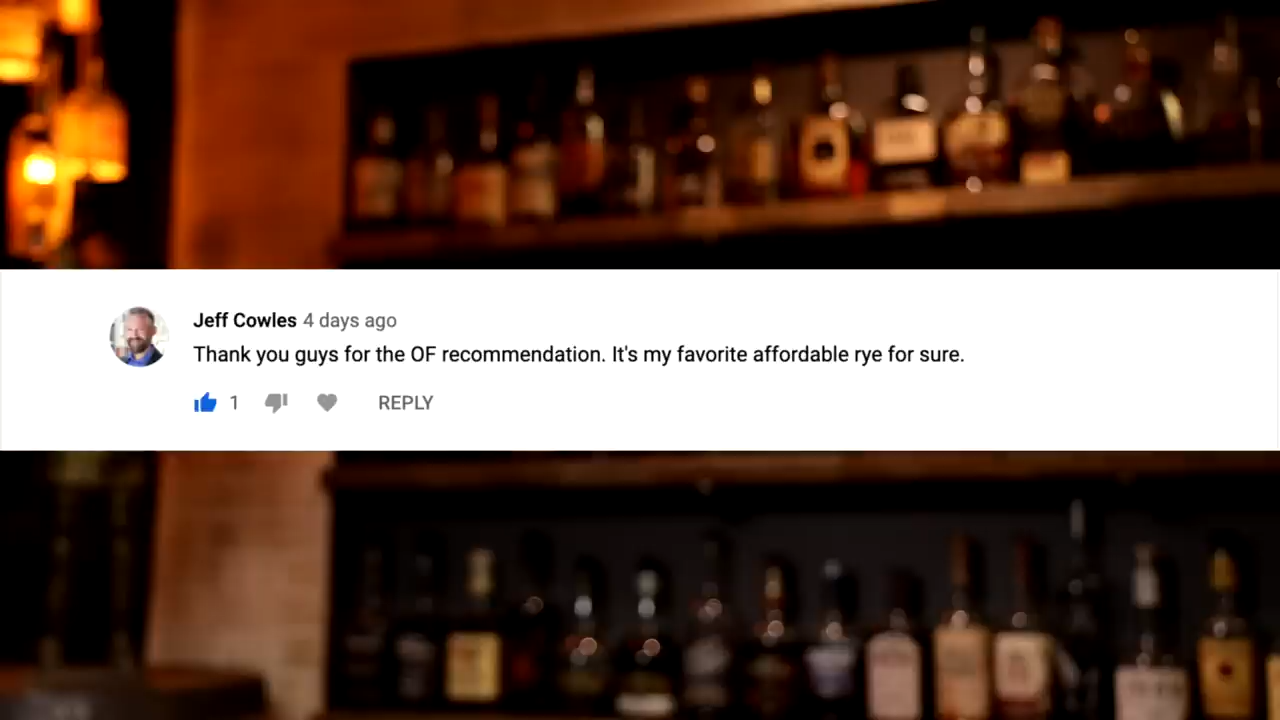 Jeff Cowles 4 days ago
Thank you guys for the OF recommendation. It's my favorite affordable rye for sure.
1 REPLY